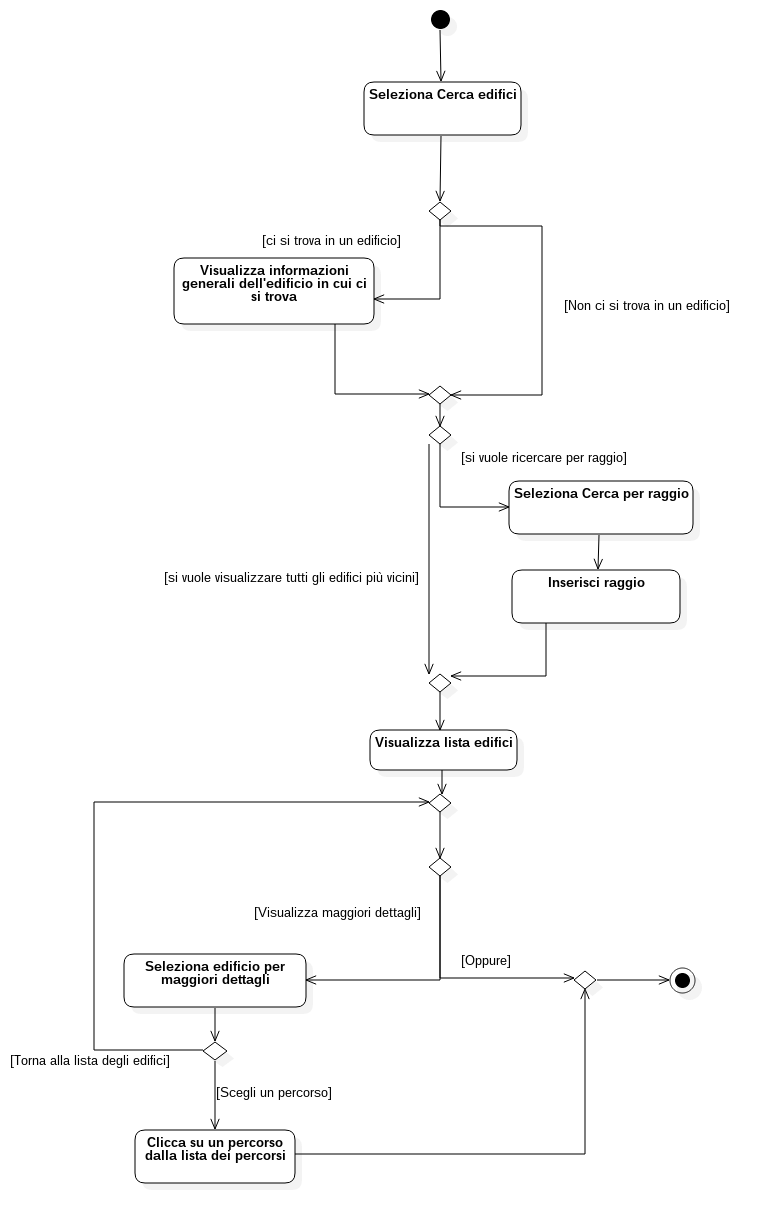 Seleziona Cerca edifici
[ci si trova in un edificio]
Visualizza informazioni
generali dell'edificio in cui ci
si trova
[Non ci si trova in un edificio]
[si vuole ricercare per raggio]
Seleziona Cerca per raggio
[si vuole visualizzare tutti gli edifici più vicini]
Inserisci raggio
Visualizza lista edifici
[Visualizza maggiori dettagli]
[Oppure]
Seleziona edificio per
maggiori dettagli
[Torna alla lista degli edifici]
[Scegli un percorso]
Clicca su un percorso
dalla lista dei percorsi